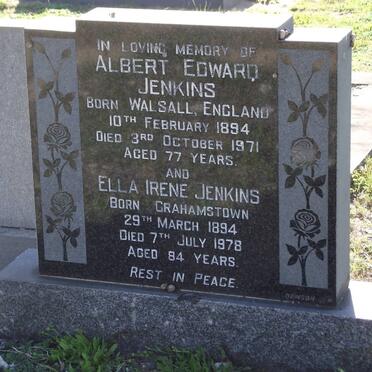 IN LOVING MEMORY OF
ALBERT EDWARD
JENKINS
BORN WALSALL, ENGLAND
10TH FEBRUARY 1894
DIED 3RD OCTOBER 1971
AGED 77 YEARS.
AND
ELLA IRENE JENKINS
BORN GRAHAMSTOWN
29TH MARCH 1894
DIED 7TH JULY 1978
AGED 84 YEARS.
REST IN PEACE.